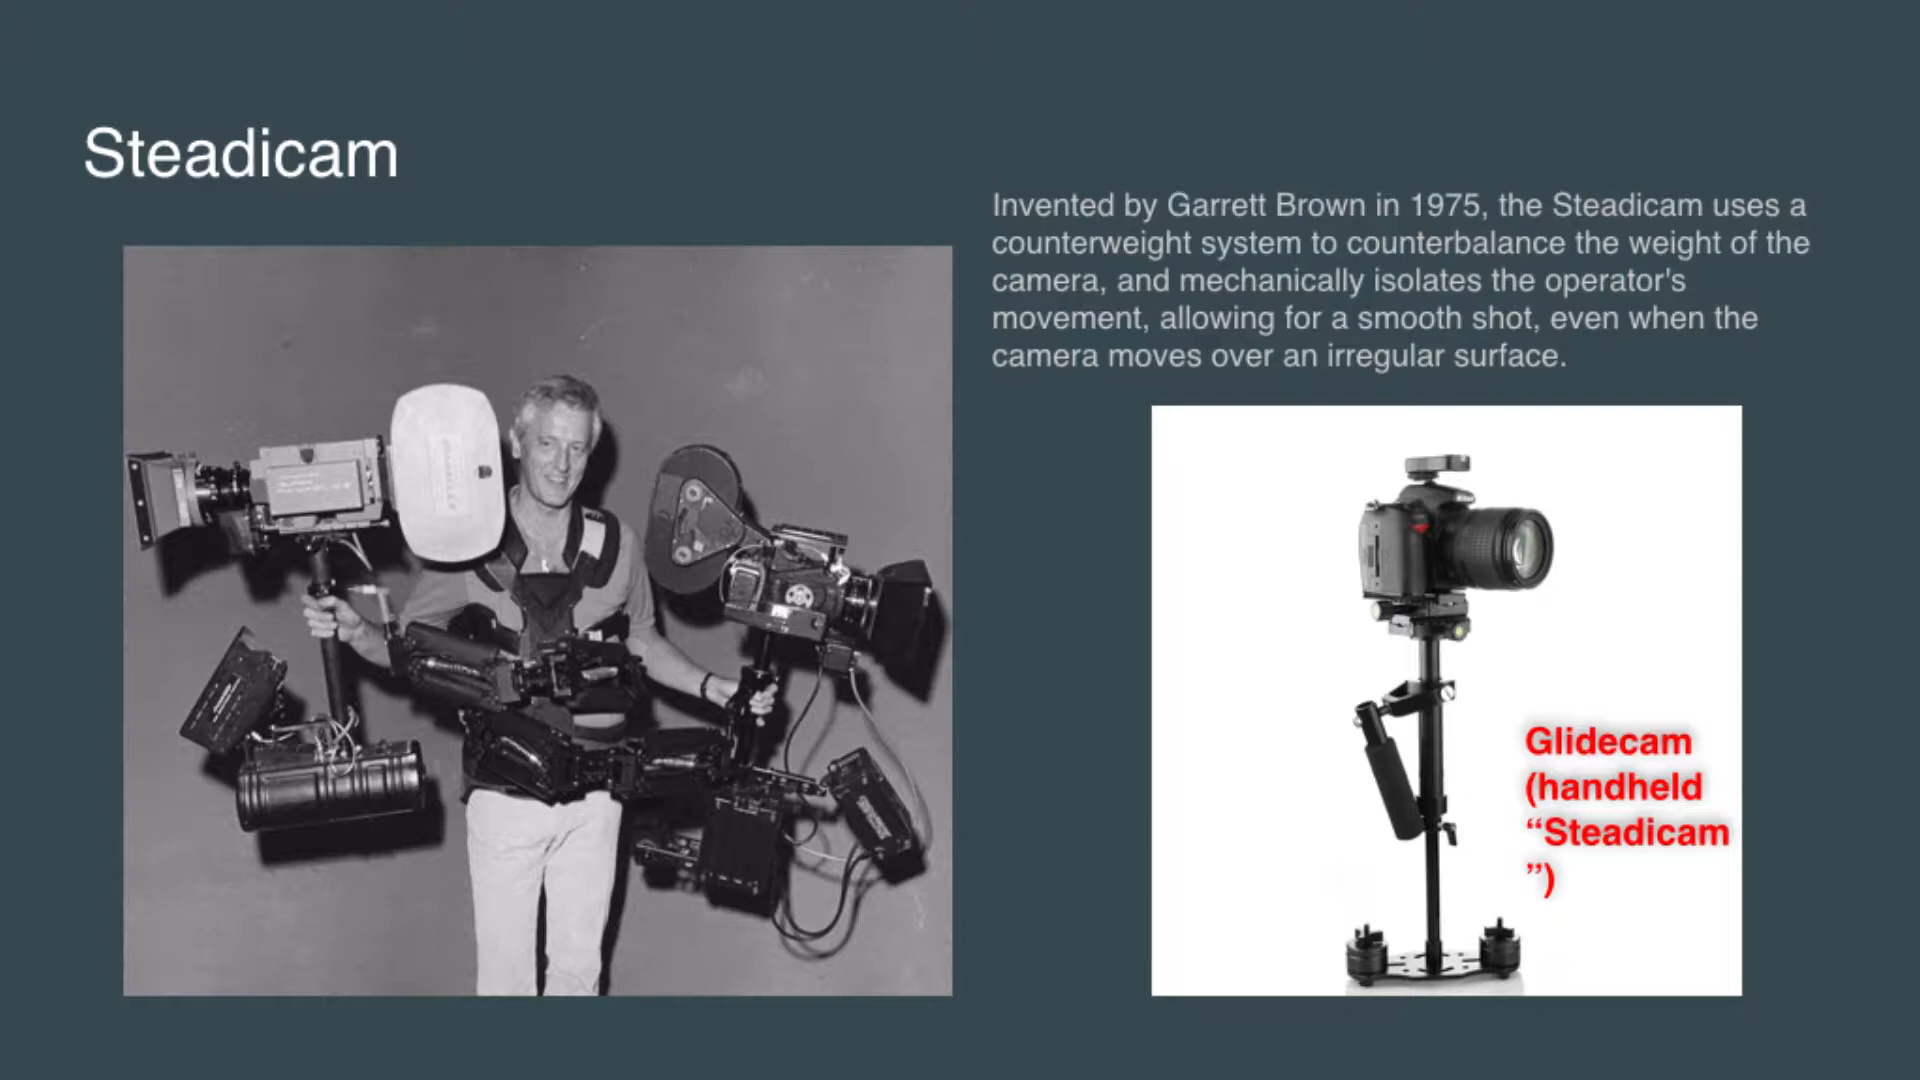 Steadicam
Invented by Garrett Brown in 1975, the Steadicam uses a
counterweight system to counterbalance the weight of the
camera, and mechanically isolates the operator's
movement, allowing for a smooth shot, even when the
camera moves over an irregular surface.
Nikon
Glidecam
(handheld
“Steadicam
”)